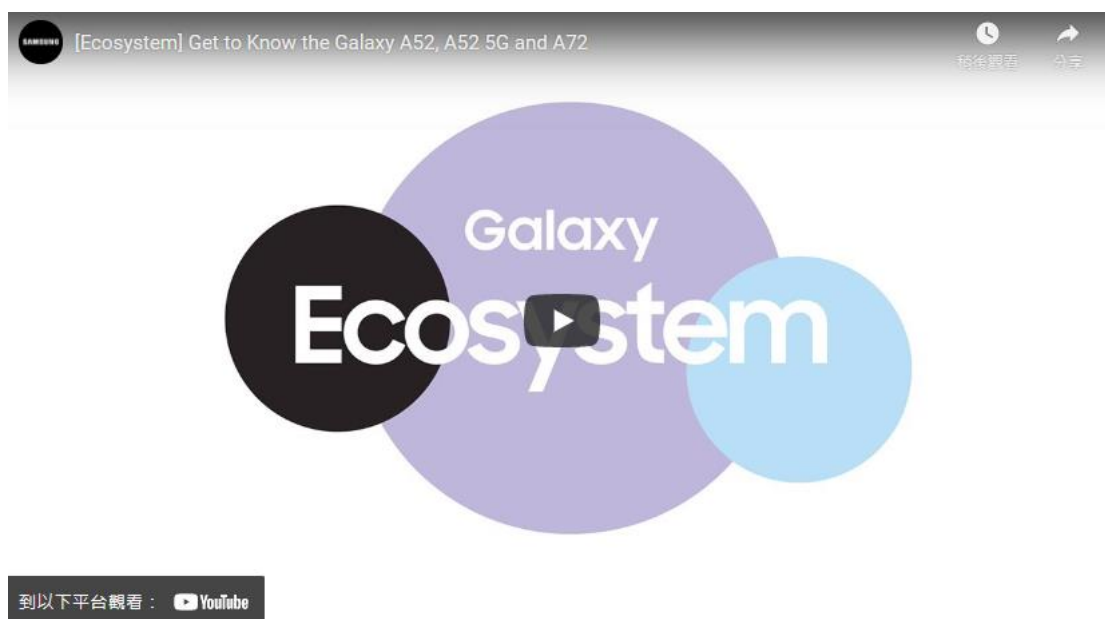 SAMSUNG
[Ecosystem] Get to Know the Galaxy A52, A52 5G and A72
稍後觀看
分享
Galaxy
Ecosystem
到以下平台觀看：
YouTube